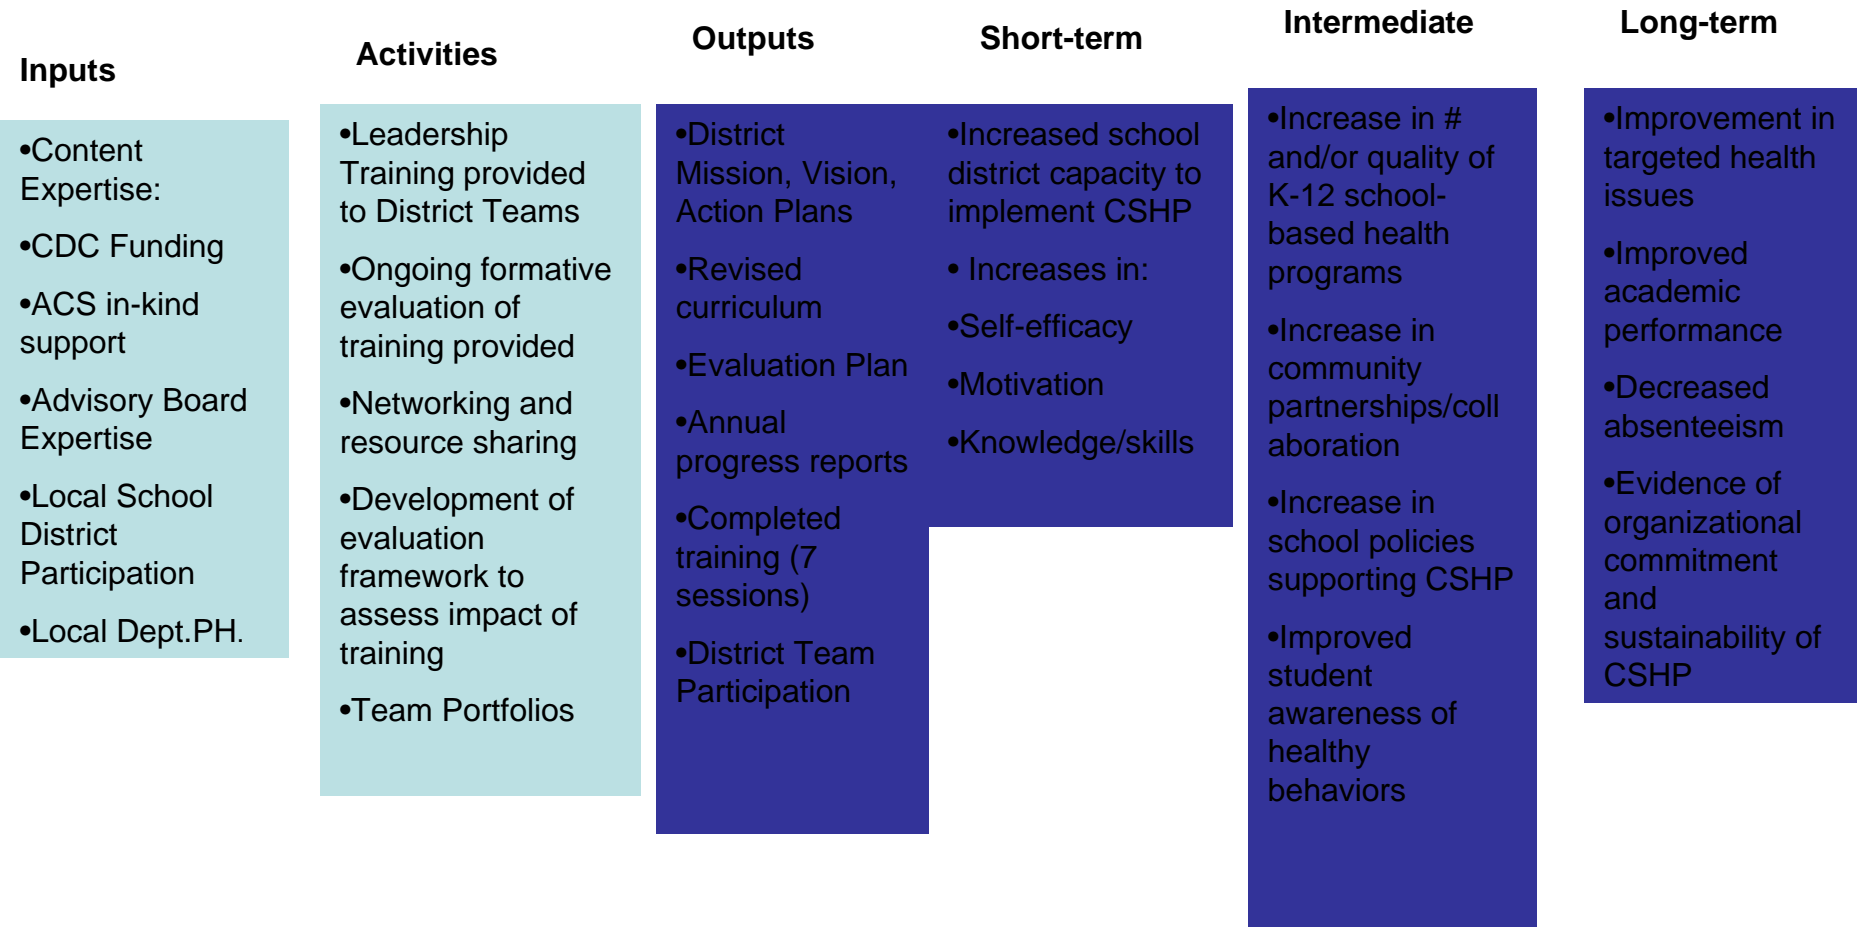 Inputs
•Content
Expertise:
•CDC Funding
•ACS in-kind
support
•Advisory Board
Expertise
•Local School
District
Participation
•Local Dept.PH.
Activities
•Leadership
Training provided
to District Teams
•Ongoing formative
evaluation of
training provided
•Networking and
resource sharing
•Development of
evaluation
framework to
assess impact of
training
•Team Portfolios
Outputs
•District
Mission, Vision,
Action Plans
•Revised
curriculum
•Evaluation Plan
•Annual
progress reports
•Completed
training (7
sessions)
•District Team
Participation
Short-term
•Increased school
district capacity to
implement CSHP
• Increases in:
•Self-efficacy
•Motivation
•Knowledge/skills
Intermediate
•Increase in #
and/or quality of
K-12 school-
based health
programs
•Increase in
community
partnerships/coll
aboration
•Increase in
school policies
supporting CSHP
•Improved
student
awareness of
healthy
behaviors
Long-term
•Improvement in
targeted health
issues
•Improved
academic
performance
•Decreased
absenteeism
•Evidence of
organizational
commitment
and
sustainability of
CSHP